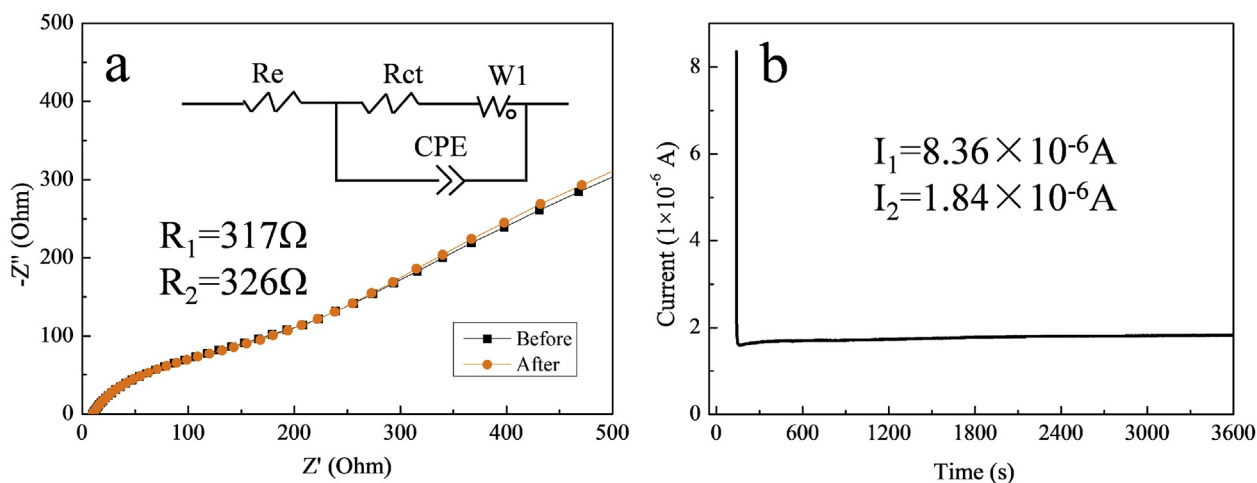 a
Re
Rct
W1
CPE
R₁=317Ω
R₂=326Ω
Before
After
500
400
300
200
100
0
-Z'' (Ohm)
0 100 200 300 400 500
Z' (Ohm)
b
I₁=8.36×10⁻⁶A
I₂=1.84×10⁻⁶A
8
6
4
2
0
Current (1×10⁻⁶ A)
0 600 1200 1800 2400 3000 3600
Time (s)